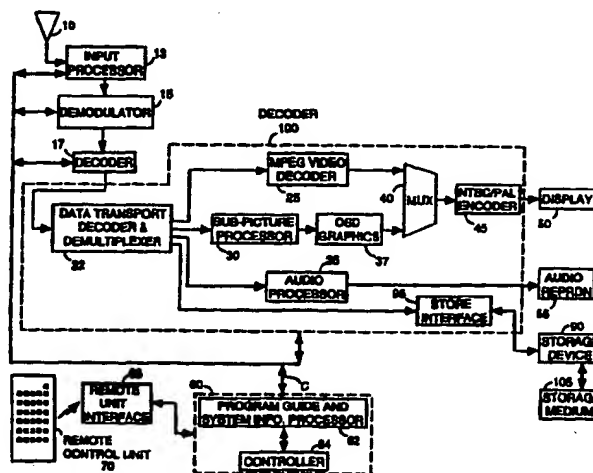 10
INPUT
PROCESSOR
13
DEMODULATOR
15
17
DECODER
DECODER
100
MPEG VIDEO
DECODER
25
40
MUX
NTSC/PAL
ENCODER
45
DISPLAY
50
DATA TRANSPORT
DECODER &
DEMULTIPLEXER
22
SUB-PICTURE
PROCESSOR
30
OSD
GRAPHICS
37
AUDIO
PROCESSOR
35
95
STORE
INTERFACE
AUDIO
REPRDN
55
90
STORAGE
DEVICE
105
STORAGE
MEDIUM
REMOTE
UNIT
INTERFACE
65
REMOTE
CONTROL UNIT
70
60
C
PROGRAM GUIDE AND
SYSTEM INFO. PROCESSOR
62
64
CONTROLLER